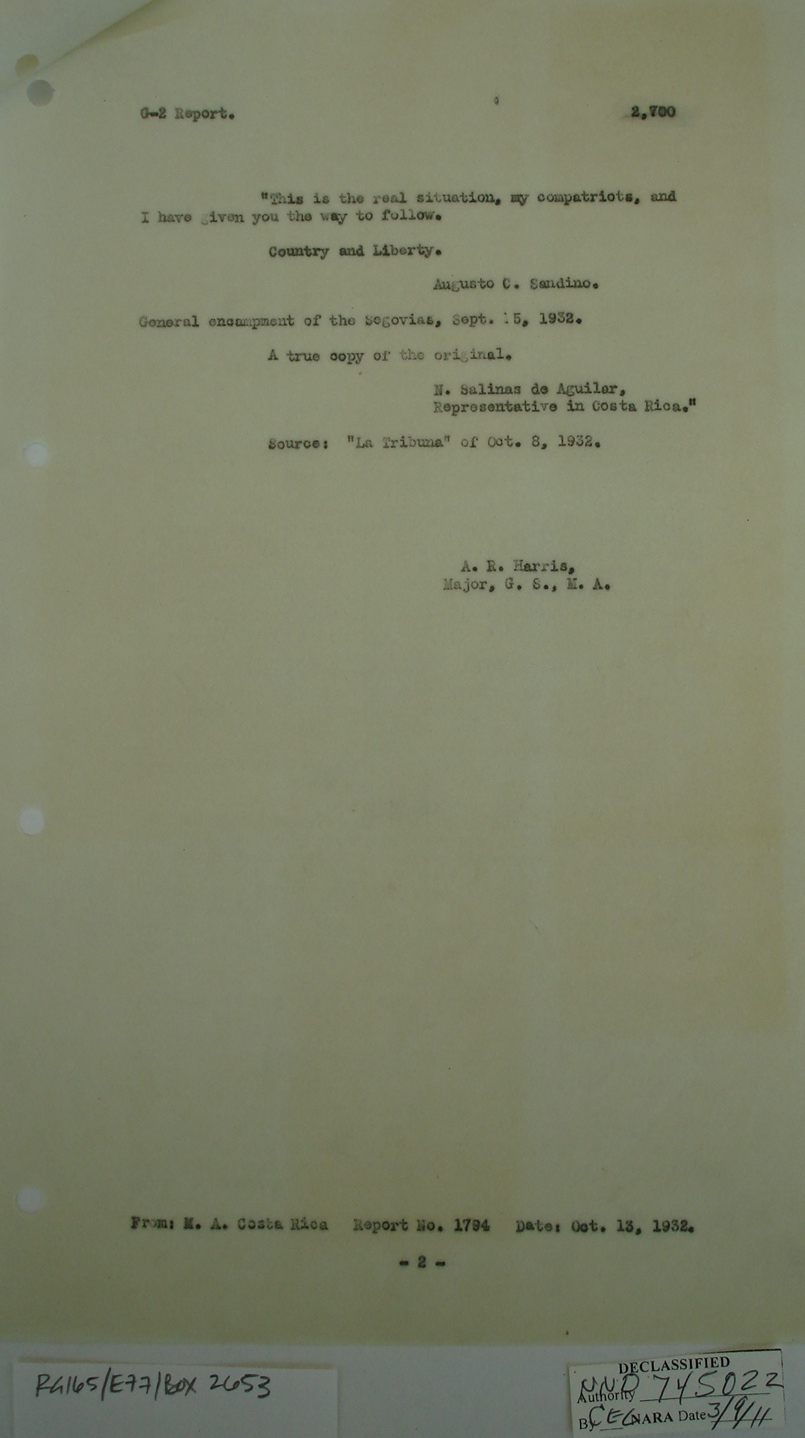 G-2 Report.
2,700
"This is the real situation, my compatriots, and
I have given you the way to follow.
Country and Liberty.
Augusto C. Sandino.
General encampment of the Segovias, Sept. 15, 1932.
A true copy of the original.
N. Salinas de Aguilar,
Representative in Costa Rica."
Source: "La Tribuna" of Oct. 8, 1932.
A. R. Harris,
Major, G. S., M. A.
From: M. A. Costa Rica Report No. 1794 Date: Oct. 13, 1932.
- 2 -
RG165/E77/BOX 2653
DECLASSIFIED
Authority NND 745022
By CEG NARA Date 3/9/11